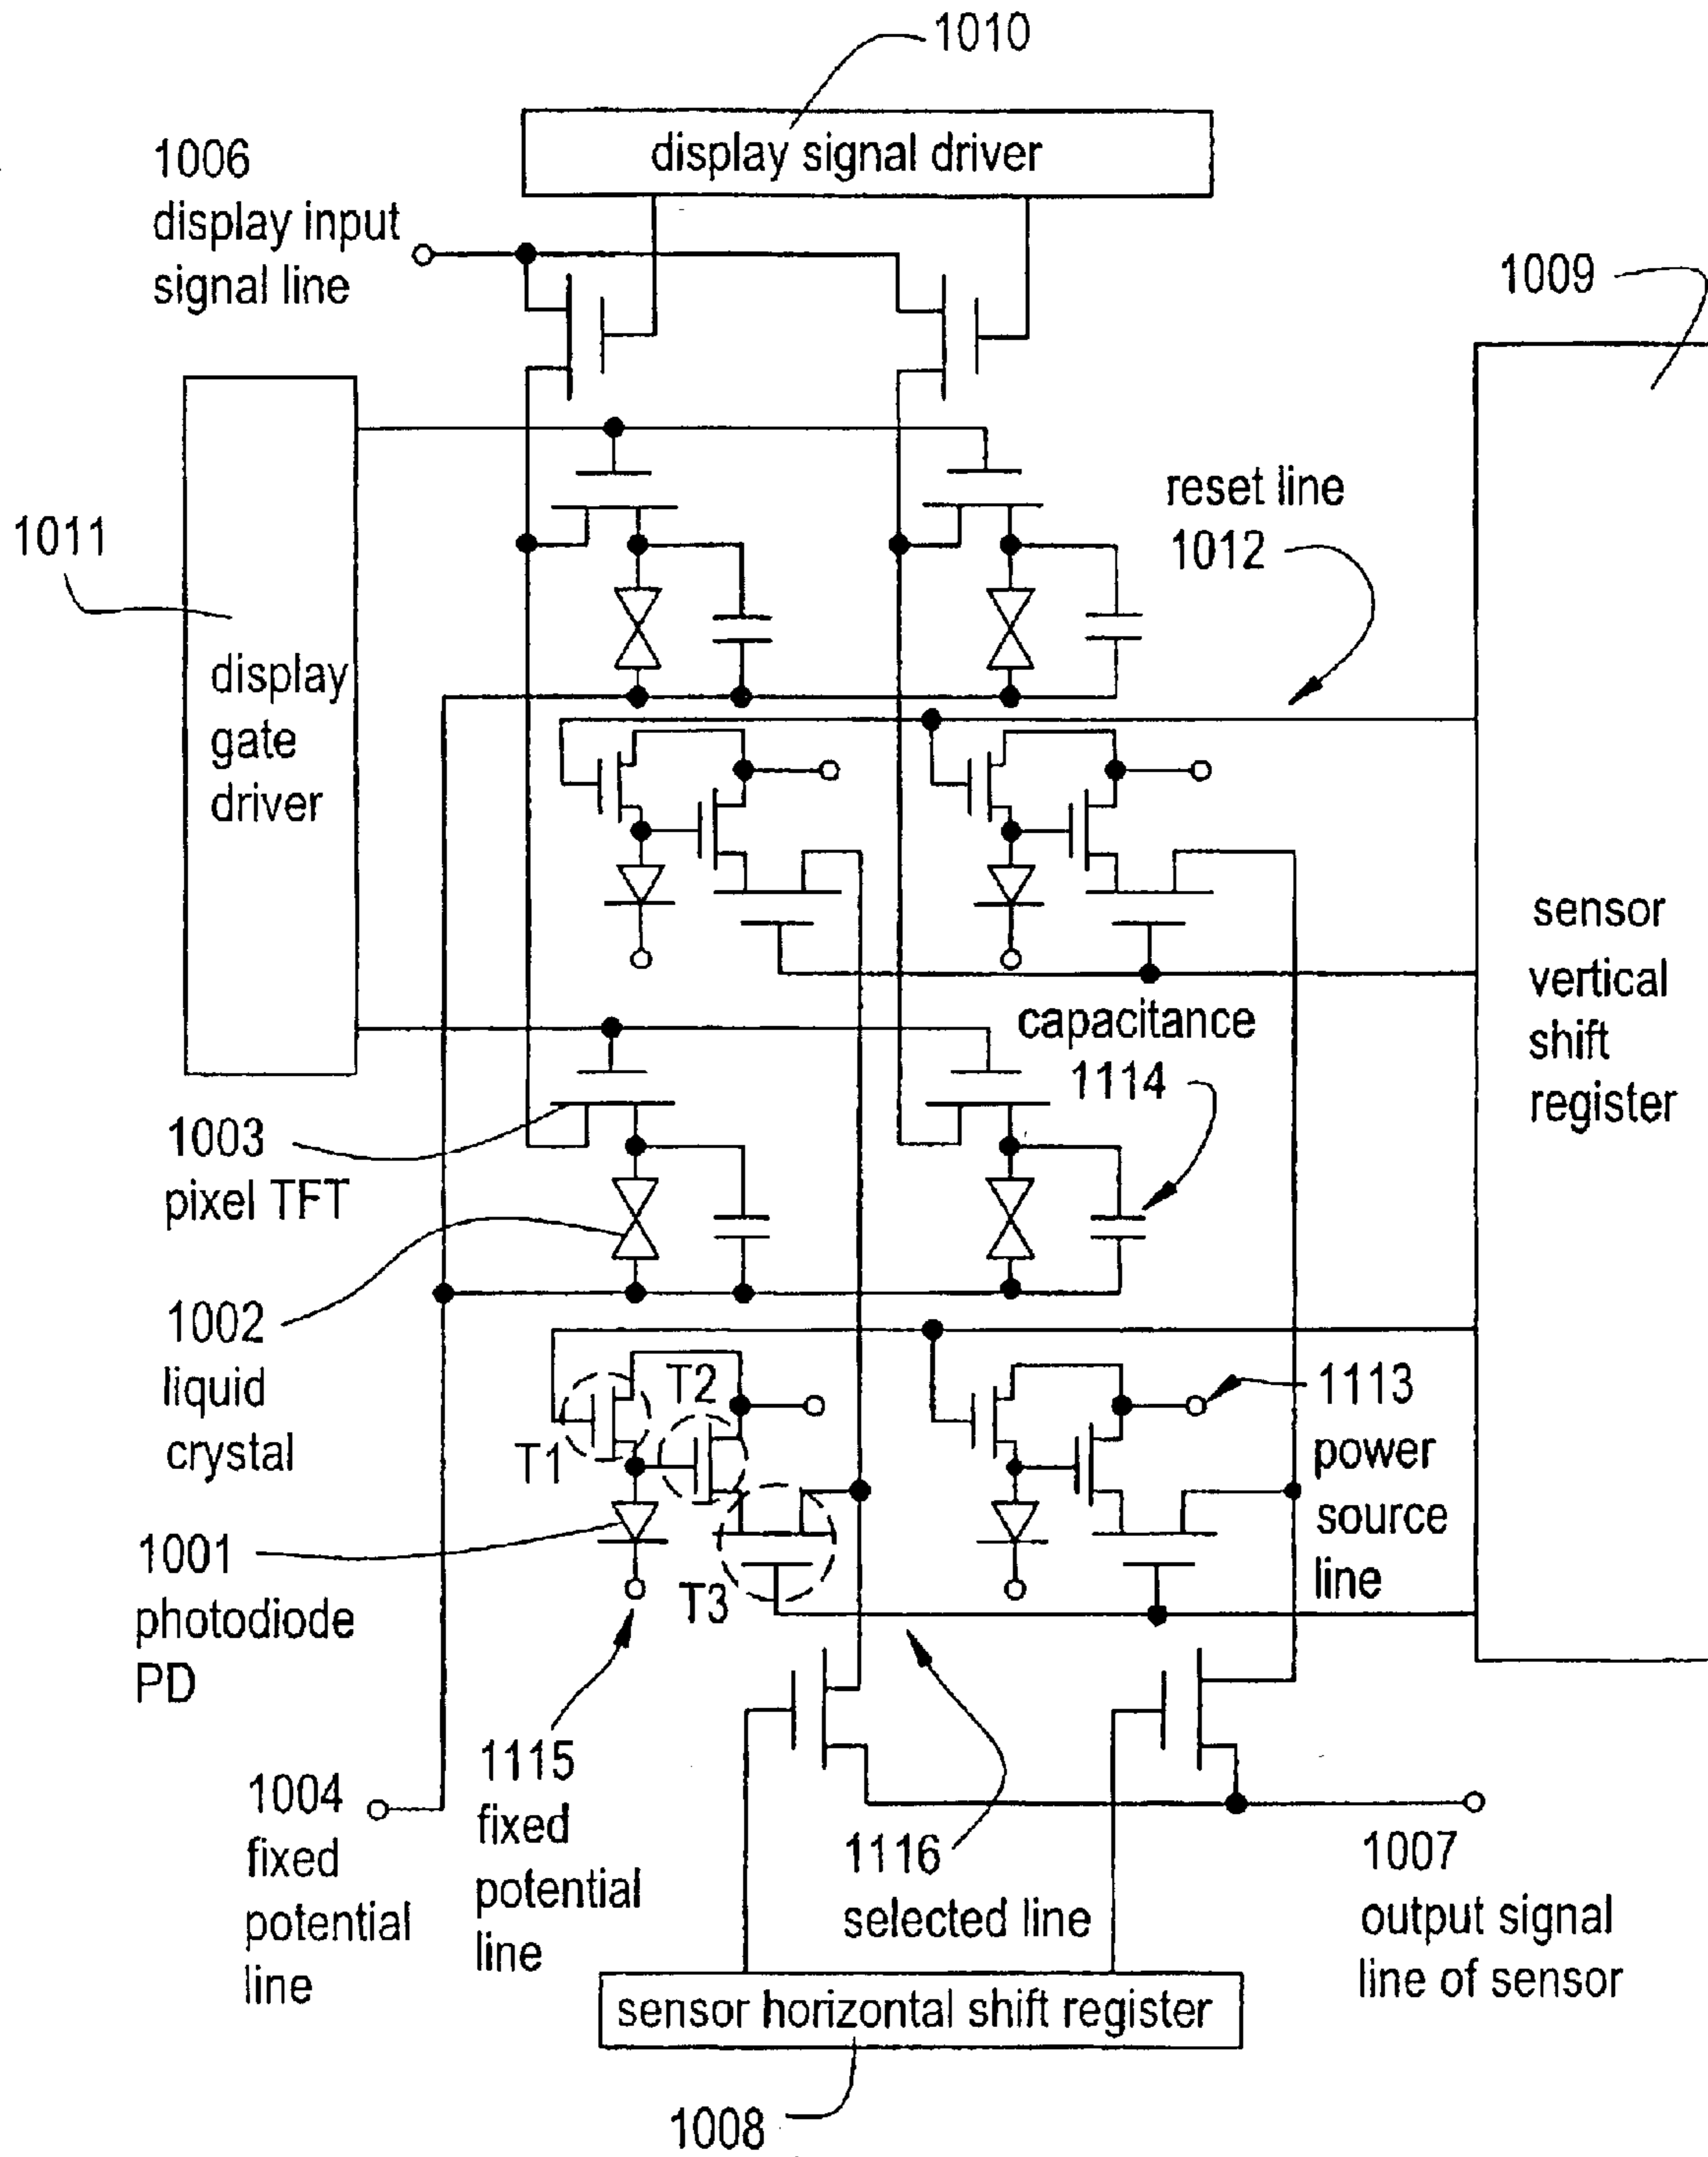 1010
display signal driver
1006
display input
signal line
1009
1011
display
gate
driver
reset line
1012
sensor
vertical
shift
register
capacitance
1114
1003
pixel TFT
1002
liquid
crystal
T2
T1
1113
power
source
line
1001
photodiode
PD
T3
1004
fixed
potential
line
1115
fixed
potential
line
1116
selected line
1007
output signal
line of sensor
sensor horizontal shift register
1008